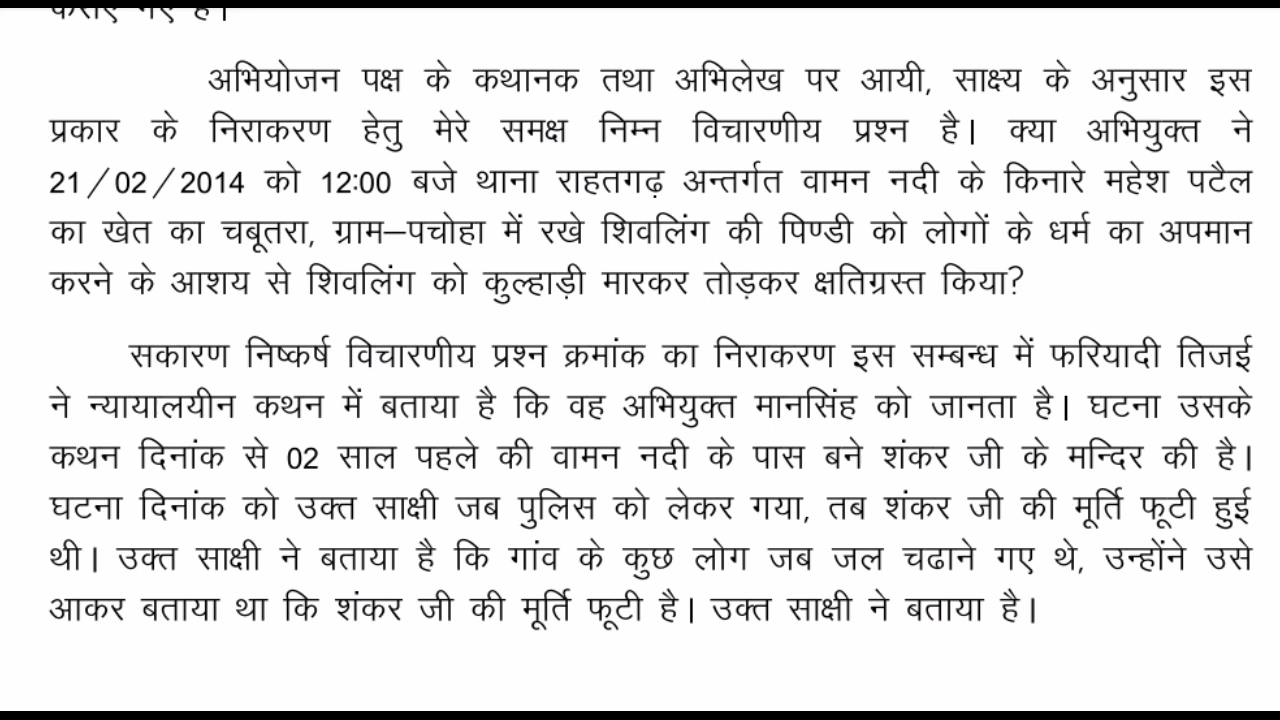 अभियोजन पक्ष के कथानक तथा अभिलेख पर आयी, साक्ष्य के अनुसार इस
प्रकार के निराकरण हेतु मेरे समक्ष निम्न विचारणीय प्रश्न है। क्या अभियुक्त ने
21/02/2014 को 12:00 बजे थाना राहतगढ़ अन्तर्गत वामन नदी के किनारे महेश पटैल
का खेत का चबूतरा, ग्राम–पचोहा में रखे शिवलिंग की पिण्डी को लोगों के धर्म का अपमान
करने के आशय से शिवलिंग को कुल्हाड़ी मारकर तोड़कर क्षतिग्रस्त किया?
सकारण निष्कर्ष विचारणीय प्रश्न क्रमांक का निराकरण इस सम्बन्ध में फरियादी तिजई
ने न्यायालयीन कथन में बताया है कि वह अभियुक्त मानसिंह को जानता है। घटना उसके
कथन दिनांक से 02 साल पहले की वामन नदी के पास बने शंकर जी के मन्दिर की है।
घटना दिनांक को उक्त साक्षी जब पुलिस को लेकर गया, तब शंकर जी की मूर्ति फूटी हुई
थी। उक्त साक्षी ने बताया है कि गांव के कुछ लोग जब जल चढाने गए थे, उन्होंने उसे
आकर बताया था कि शंकर जी की मूर्ति फूटी है। उक्त साक्षी ने बताया है।